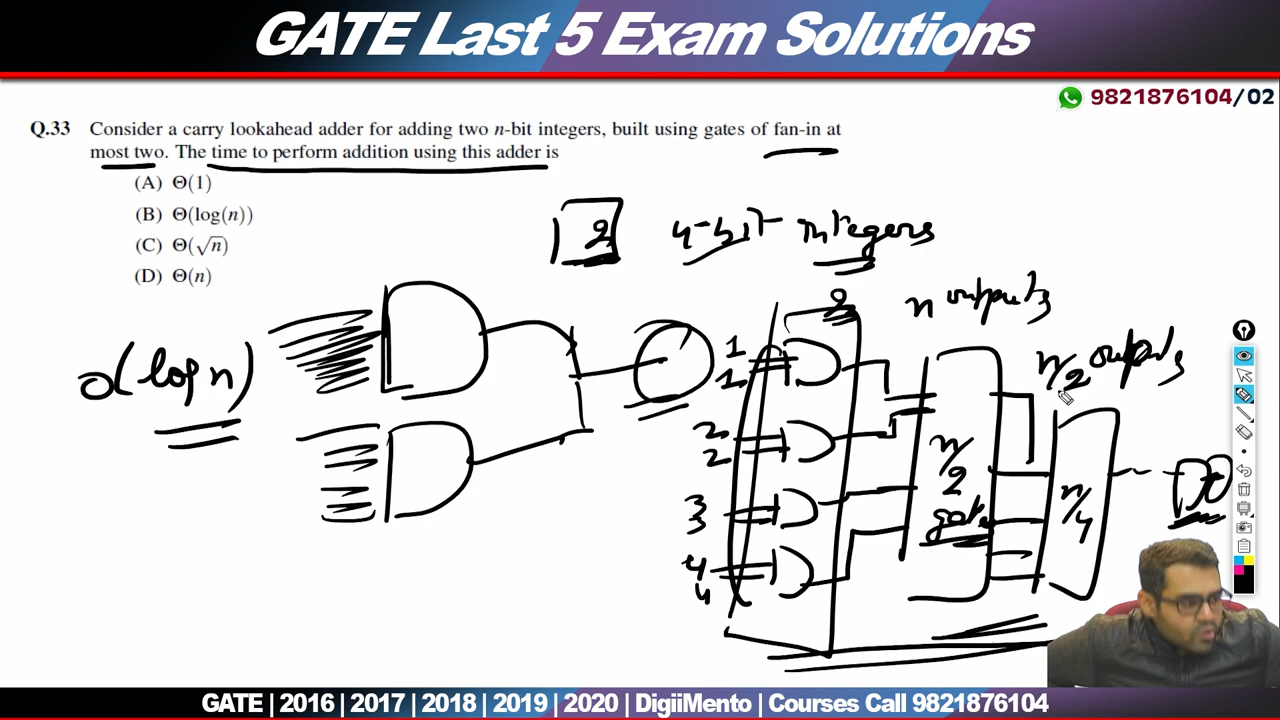 GATE Last 5 Exam Solutions
9821876104/02
Q.33 Consider a carry lookahead adder for adding two n-bit integers, built using gates of fan-in at
most two. The time to perform addition using this adder is
(A) Θ(1)
(B) Θ(log(n))
(C) Θ(√n)
(D) Θ(n)
2 4-bit integers
O(log n)
2
n outputs
n/2 outputs
1
1
2
2
3
3
4
4
n/2
gates
n/4
GATE | 2016 | 2017 | 2018 | 2019 | 2020 | DigiiMento | Courses Call 9821876104